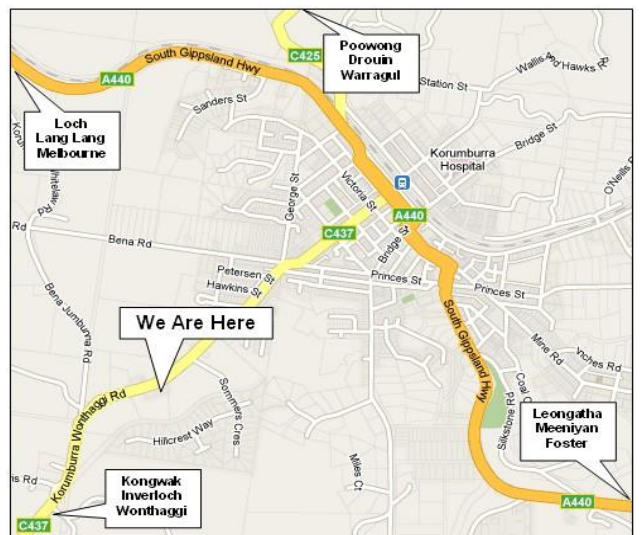 Poowong
Drouin
Warragul
C425
South Gippsland Hwy
A440
Loch
Lang Lang
Melbourne
Station St
Wallis
Sanders St
Bridge St
Korumburra
Hospital
O'Neills
Whitelaw Rd
George St
Victoria St
A440
C437
Rd
Bena Rd
Bridge St
Petersen St
Hawkins St
Princes St
Princes St
We Are Here
South Gippsland Hwy
Mine Rd
Bena Jumbunna Rd
Sommers Cres
Silkstone Rd
Coal
Korumburra Wonthaggi Rd
Hillcrest Way
Miles Ct
Leongatha
Meeniyan
Foster
Kongwak
Inverloch
Wonthaggi
A440
C437